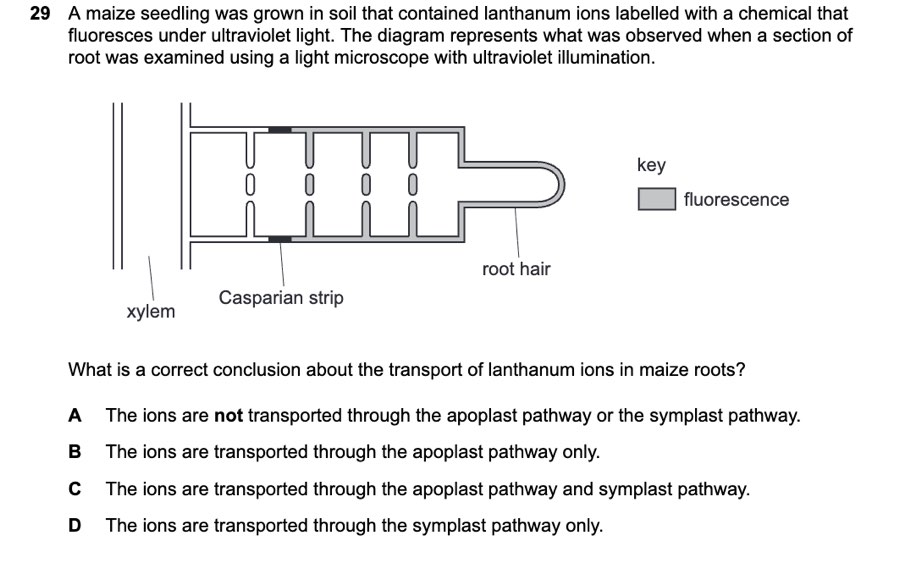 29 A maize seedling was grown in soil that contained lanthanum ions labelled with a chemical that
fluoresces under ultraviolet light. The diagram represents what was observed when a section of
root was examined using a light microscope with ultraviolet illumination.
key
fluorescence
root hair
Casparian strip
xylem
What is a correct conclusion about the transport of lanthanum ions in maize roots?
A The ions are not transported through the apoplast pathway or the symplast pathway.
B The ions are transported through the apoplast pathway only.
C The ions are transported through the apoplast pathway and symplast pathway.
D The ions are transported through the symplast pathway only.